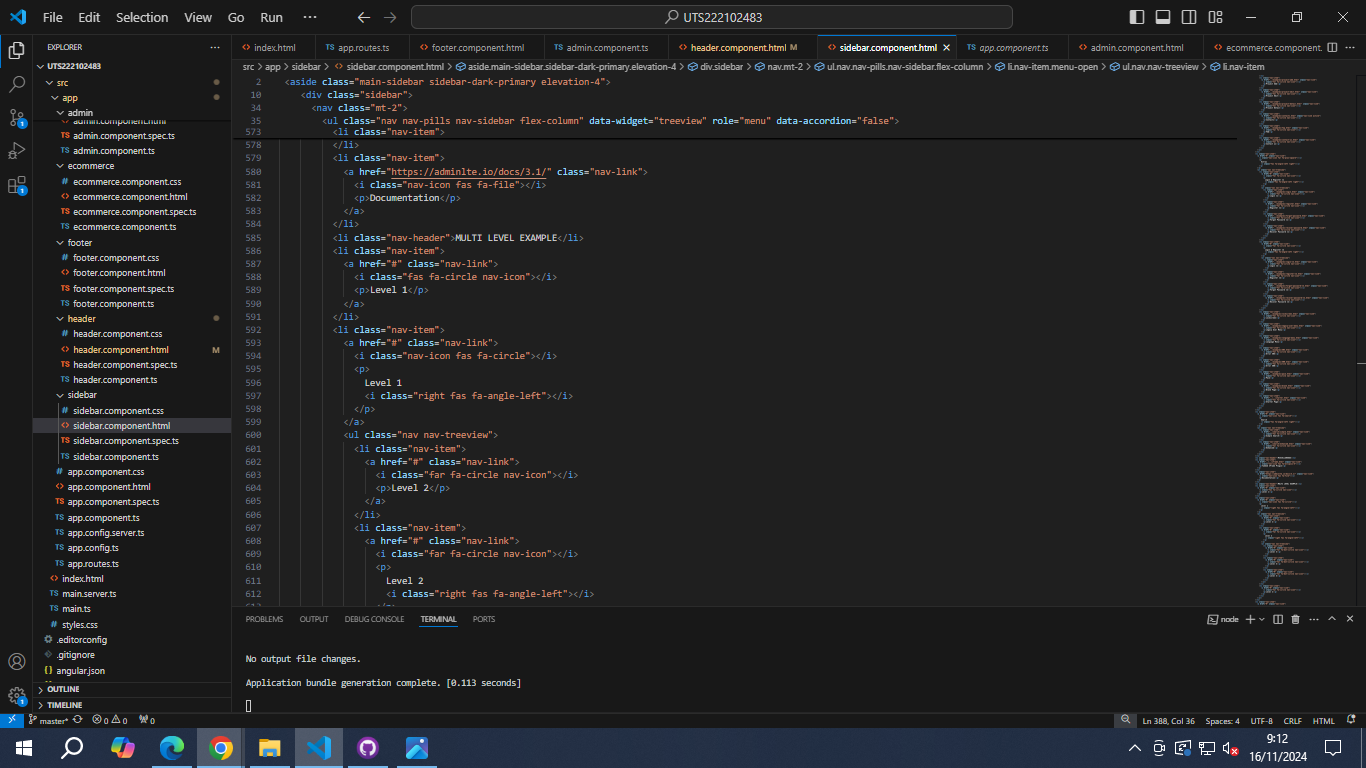 File Edit Selection View Go Run ··· UTS222102483
EXPLORER ···
UTS222102483
src
app
admin
admin.component.html
admin.component.spec.ts
admin.component.ts
ecommerce
ecommerce.component.css
ecommerce.component.html
ecommerce.component.spec.ts
ecommerce.component.ts
footer
footer.component.css
footer.component.html
footer.component.spec.ts
footer.component.ts
header
header.component.css
header.component.html M
header.component.spec.ts
header.component.ts
sidebar
sidebar.component.css
sidebar.component.html
sidebar.component.spec.ts
sidebar.component.ts
app.component.css
app.component.html
app.component.spec.ts
app.component.ts
app.config.server.ts
app.config.ts
app.routes.ts
index.html
main.server.ts
main.ts
styles.css
.editorconfig
.gitignore
angular.json
OUTLINE
TIMELINE
index.html app.routes.ts footer.component.html admin.component.ts header.component.html M sidebar.component.html app.component.ts admin.component.html ecommerce.component.
src > app > sidebar > sidebar.component.html > aside.main-sidebar.sidebar-dark-primary.elevation-4 > div.sidebar > nav.mt-2 > ul.nav.nav-pills.nav-sidebar.flex-column > li.nav-item.menu-open > ul.nav.nav-treeview > li.nav-item
2 <aside class="main-sidebar sidebar-dark-primary elevation-4">
10 <div class="sidebar">
34 <nav class="mt-2">
35 <ul class="nav nav-pills nav-sidebar flex-column" data-widget="treeview" role="menu" data-accordion="false">
573 <li class="nav-item">
578 </li>
579 <li class="nav-item">
580 <a href="https://adminlte.io/docs/3.1/" class="nav-link">
581 <i class="nav-icon fas fa-file"></i>
582 <p>Documentation</p>
583 </a>
584 </li>
585 <li class="nav-header">MULTI LEVEL EXAMPLE</li>
586 <li class="nav-item">
587 <a href="#" class="nav-link">
588 <i class="fas fa-circle nav-icon"></i>
589 <p>Level 1</p>
590 </a>
591 </li>
592 <li class="nav-item">
593 <a href="#" class="nav-link">
594 <i class="nav-icon fas fa-circle"></i>
595 <p>
596 Level 1
597 <i class="right fas fa-angle-left"></i>
598 </p>
599 </a>
600 <ul class="nav nav-treeview">
601 <li class="nav-item">
602 <a href="#" class="nav-link">
603 <i class="far fa-circle nav-icon"></i>
604 <p>Level 2</p>
605 </a>
606 </li>
607 <li class="nav-item">
608 <a href="#" class="nav-link">
609 <i class="far fa-circle nav-icon"></i>
610 <p>
611 Level 2
612 <i class="right fas fa-angle-left"></i>
PROBLEMS OUTPUT DEBUG CONSOLE TERMINAL PORTS node
No output file changes.
Application bundle generation complete. [0.113 seconds]
master* 0 0 0 Ln 388, Col 36 Spaces: 4 UTF-8 CRLF HTML
9:12
16/11/2024